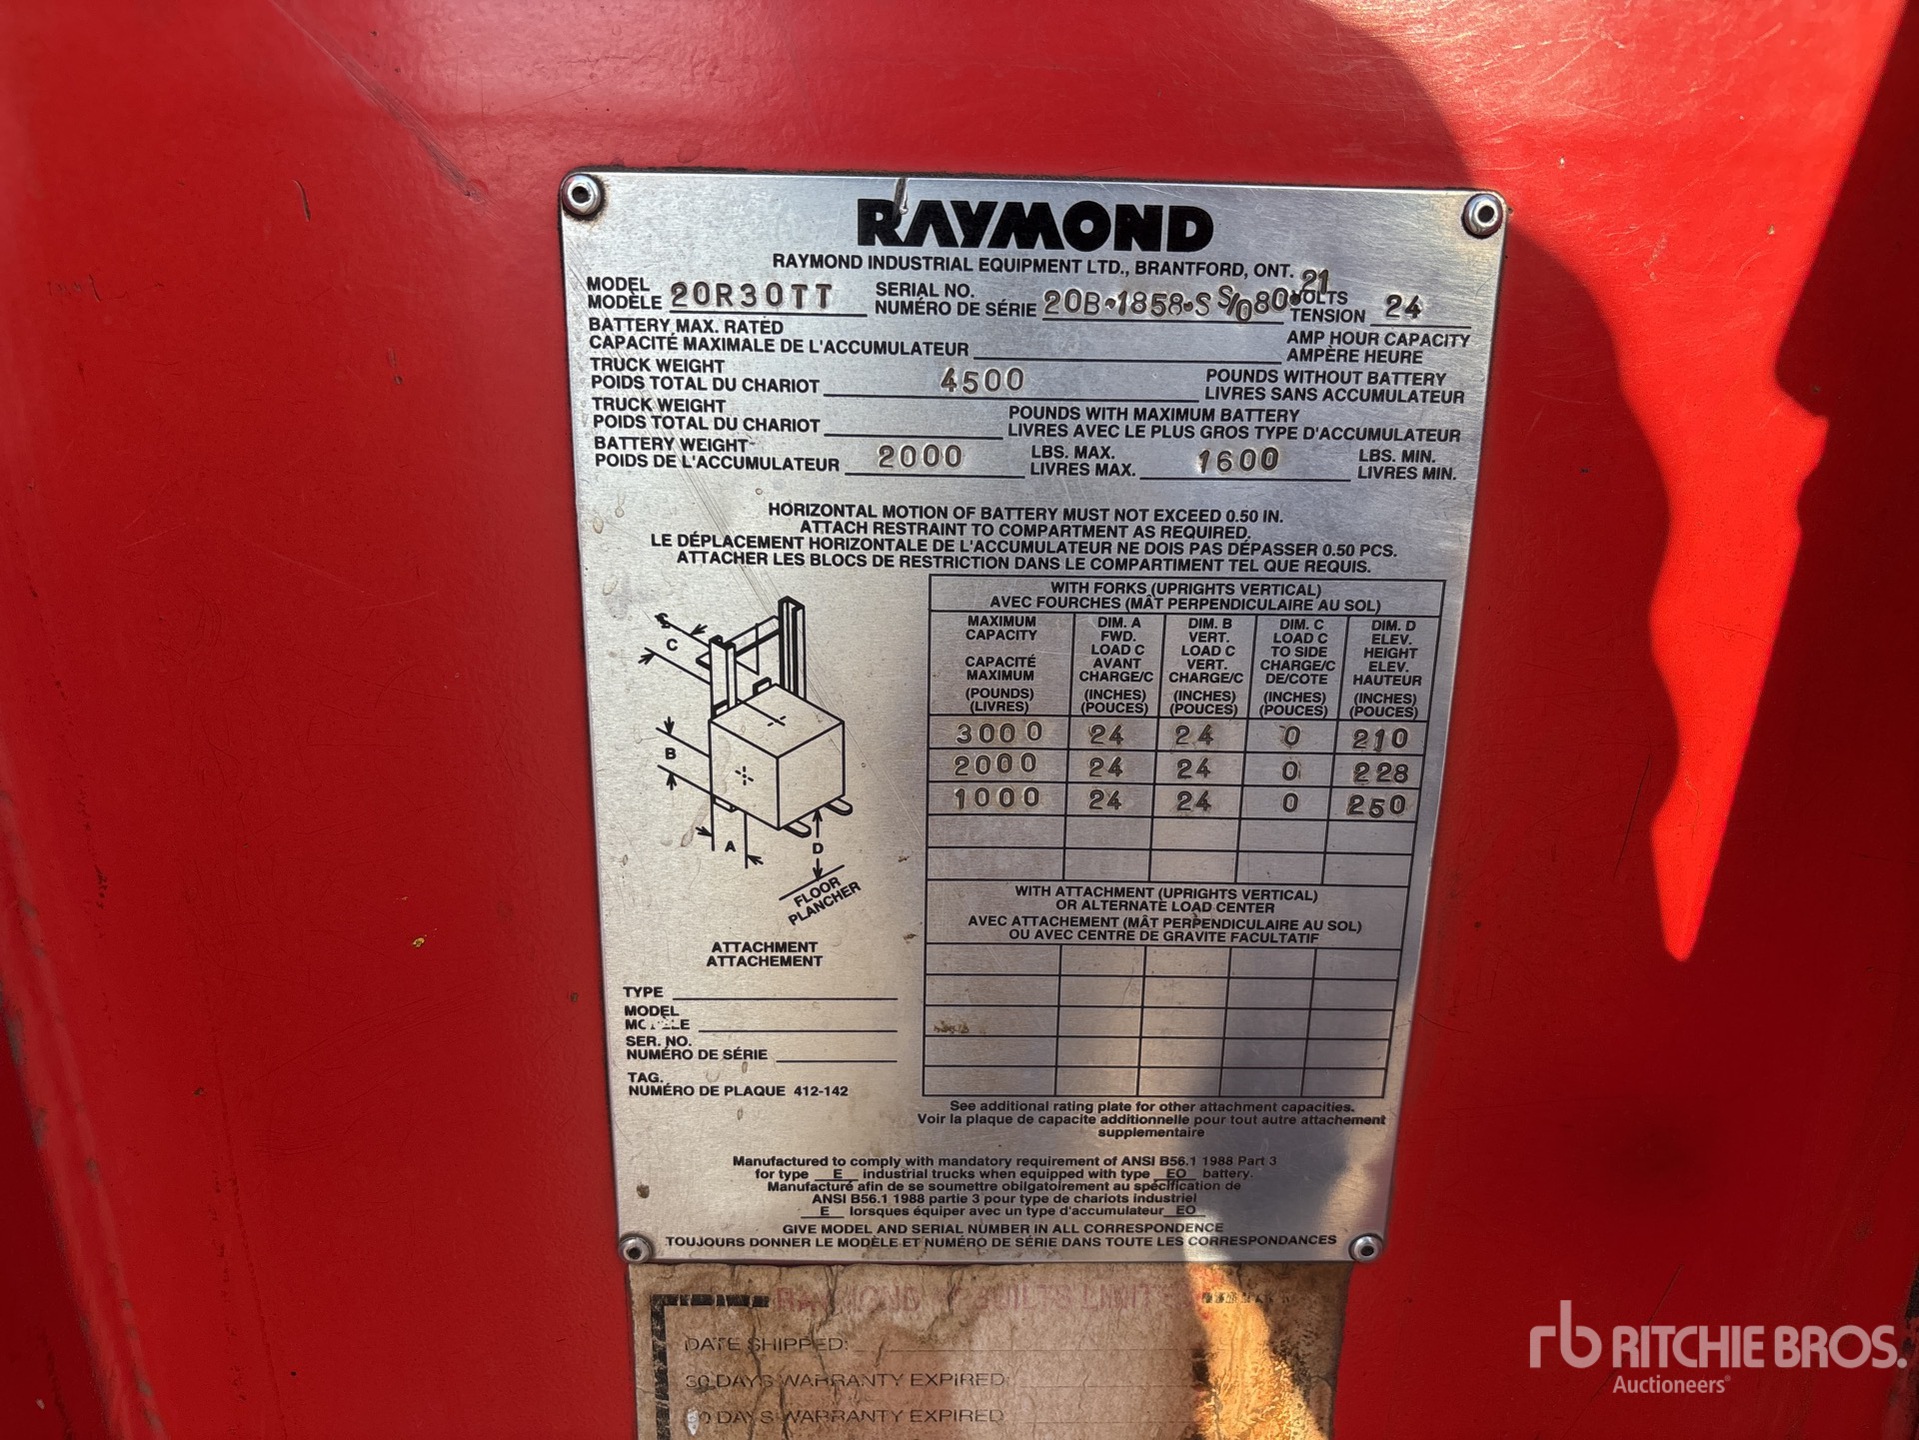 RAYMOND
RAYMOND INDUSTRIAL EQUIPMENT LTD., BRANTFORD, ONT.
MODEL
MODÈLE 20R30TT
SERIAL NO.
NUMÉRO DE SÉRIE 20B•1858•S S/080•21
VOLTS
TENSION 24
BATTERY MAX. RATED
CAPACITÉ MAXIMALE DE L'ACCUMULATEUR
AMP HOUR CAPACITY
AMPÈRE HEURE
TRUCK WEIGHT
POIDS TOTAL DU CHARIOT 4500
POUNDS WITHOUT BATTERY
LIVRES SANS ACCUMULATEUR
TRUCK WEIGHT
POIDS TOTAL DU CHARIOT
POUNDS WITH MAXIMUM BATTERY
LIVRES AVEC LE PLUS GROS TYPE D'ACCUMULATEUR
BATTERY WEIGHT
POIDS DE L'ACCUMULATEUR 2000
LBS. MAX.
LIVRES MAX. 1600
LBS. MIN.
LIVRES MIN.
HORIZONTAL MOTION OF BATTERY MUST NOT EXCEED 0.50 IN.
ATTACH RESTRAINT TO COMPARTMENT AS REQUIRED.
LE DÉPLACEMENT HORIZONTALE DE L'ACCUMULATEUR NE DOIS PAS DÉPASSER 0.50 PCS.
ATTACHER LES BLOCS DE RESTRICTION DANS LE COMPARTIMENT TEL QUE REQUIS.
C
B
A
D
FLOOR
PLANCHER
WITH FORKS (UPRIGHTS VERTICAL)
AVEC FOURCHES (MÂT PERPENDICULAIRE AU SOL)
MAXIMUM CAPACITY CAPACITÉ MAXIMUM (POUNDS) (LIVRES)
DIM. A FWD. LOAD C AVANT CHARGE/C (INCHES) (POUCES)
DIM. B VERT. LOAD C VERT. CHARGE/C (INCHES) (POUCES)
DIM. C LOAD C TO SIDE CHARGE/C DE/COTE (INCHES) (POUCES)
DIM. D ELEV. HEIGHT ELEV. HAUTEUR (INCHES) (POUCES)
3000 24 24 0 210
2000 24 24 0 228
1000 24 24 0 250
WITH ATTACHMENT (UPRIGHTS VERTICAL)
OR ALTERNATE LOAD CENTER
AVEC ATTACHEMENT (MÂT PERPENDICULAIRE AU SOL)
OU AVEC CENTRE DE GRAVITE FACULTATIF
ATTACHMENT
ATTACHEMENT
TYPE
MODEL
MODÈLE
SER. NO.
NUMÉRO DE SÉRIE
TAG.
NUMÉRO DE PLAQUE 412-142
See additional rating plate for other attachment capacities.
Voir la plaque de capacite additionnelle pour tout autre attachement
supplementaire
Manufactured to comply with mandatory requirement of ANSI B56.1 1988 Part 3
for type E industrial trucks when equipped with type EO battery.
Manufacturé afin de se soumettre obligatoirement au spécification de
ANSI B56.1 1988 partie 3 pour type de chariots industriel
E lorsques équiper avec un type d'accumulateur EO
GIVE MODEL AND SERIAL NUMBER IN ALL CORRESPONDENCE
TOUJOURS DONNER LE MODÈLE ET NUMÉRO DE SÉRIE DANS TOUTE LES CORRESPONDANCES
DATE SHIPPED:
30 DAYS WARRANTY EXPIRED:
DAYS WARRANTY EXPIRED
rb RITCHIE BROS.
Auctioneers®